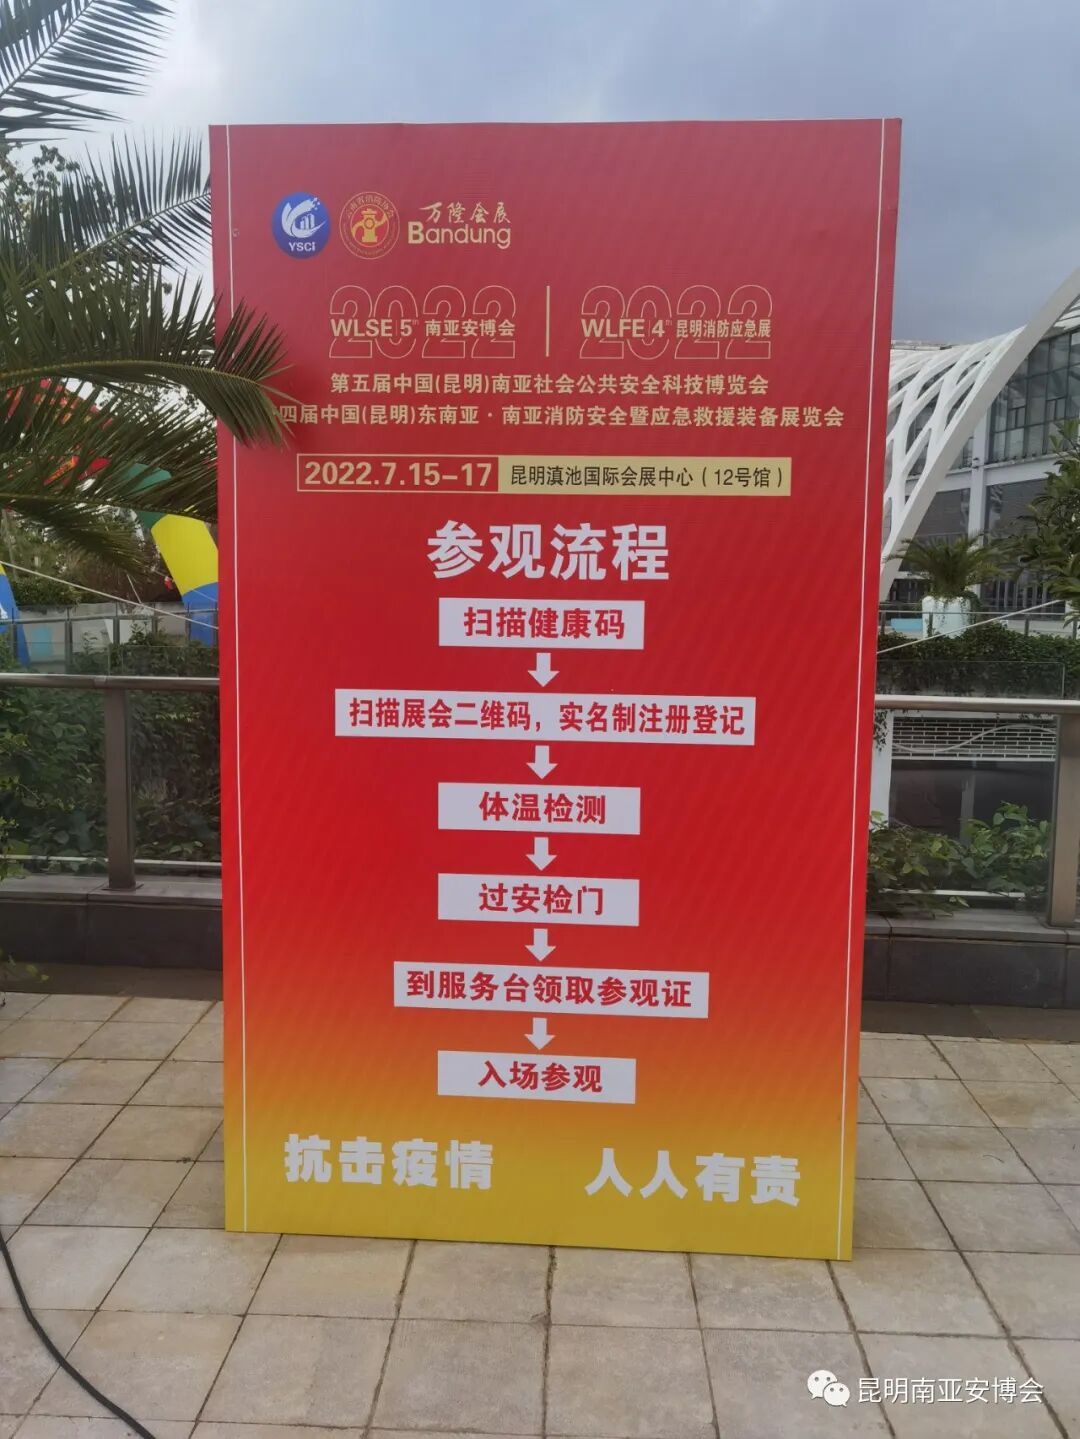 YSCi
云南省消防协会
万隆会展
Bandung
2022
WLSE 5th 南亚安博会
2022
WLFE 4th 昆明消防应急展
第五届中国(昆明)南亚社会公共安全科技博览会
四届中国(昆明)东南亚·南亚消防安全暨应急救援装备展览会
2022.7.15-17 昆明滇池国际会展中心（12号馆）
参观流程
扫描健康码
扫描展会二维码，实名制注册登记
体温检测
过安检门
到服务台领取参观证
入场参观
抗击疫情 人人有责
昆明南亚安博会